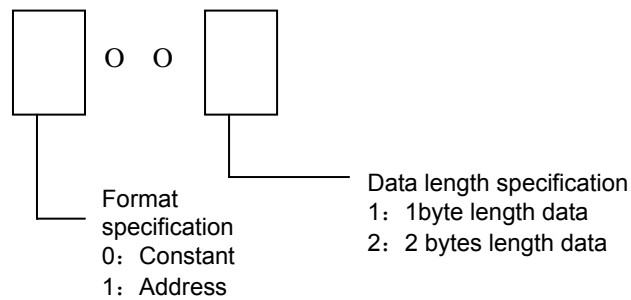 O O
Data length specification
1：1byte length data
2：2 bytes length data
Format
specification
0：Constant
1：Address